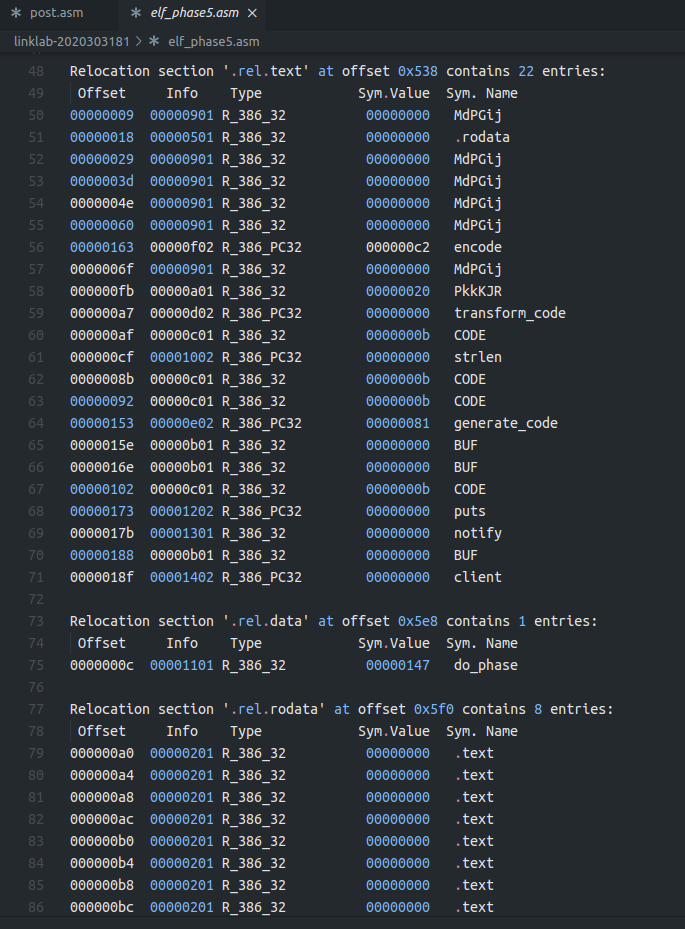 post.asm elf_phase5.asm
linklab-2020303181 > elf_phase5.asm
48 Relocation section '.rel.text' at offset 0x538 contains 22 entries:
49 Offset Info Type Sym.Value Sym. Name
50 00000009 00000901 R_386_32 00000000 MdPGij
51 00000018 00000501 R_386_32 00000000 .rodata
52 00000029 00000901 R_386_32 00000000 MdPGij
53 0000003d 00000901 R_386_32 00000000 MdPGij
54 0000004e 00000901 R_386_32 00000000 MdPGij
55 00000060 00000901 R_386_32 00000000 MdPGij
56 00000163 00000f02 R_386_PC32 000000c2 encode
57 0000006f 00000901 R_386_32 00000000 MdPGij
58 000000fb 00000a01 R_386_32 00000020 PkkKJR
59 000000a7 00000d02 R_386_PC32 00000000 transform_code
60 000000af 00000c01 R_386_32 0000000b CODE
61 000000cf 00001002 R_386_PC32 00000000 strlen
62 0000008b 00000c01 R_386_32 0000000b CODE
63 00000092 00000c01 R_386_32 0000000b CODE
64 00000153 00000e02 R_386_PC32 00000081 generate_code
65 0000015e 00000b01 R_386_32 00000000 BUF
66 0000016e 00000b01 R_386_32 00000000 BUF
67 00000102 00000c01 R_386_32 0000000b CODE
68 00000173 00001202 R_386_PC32 00000000 puts
69 0000017b 00001301 R_386_32 00000000 notify
70 00000188 00000b01 R_386_32 00000000 BUF
71 0000018f 00001402 R_386_PC32 00000000 client
72
73 Relocation section '.rel.data' at offset 0x5e8 contains 1 entries:
74 Offset Info Type Sym.Value Sym. Name
75 0000000c 00001101 R_386_32 00000147 do_phase
76
77 Relocation section '.rel.rodata' at offset 0x5f0 contains 8 entries:
78 Offset Info Type Sym.Value Sym. Name
79 000000a0 00000201 R_386_32 00000000 .text
80 000000a4 00000201 R_386_32 00000000 .text
81 000000a8 00000201 R_386_32 00000000 .text
82 000000ac 00000201 R_386_32 00000000 .text
83 000000b0 00000201 R_386_32 00000000 .text
84 000000b4 00000201 R_386_32 00000000 .text
85 000000b8 00000201 R_386_32 00000000 .text
86 000000bc 00000201 R_386_32 00000000 .text